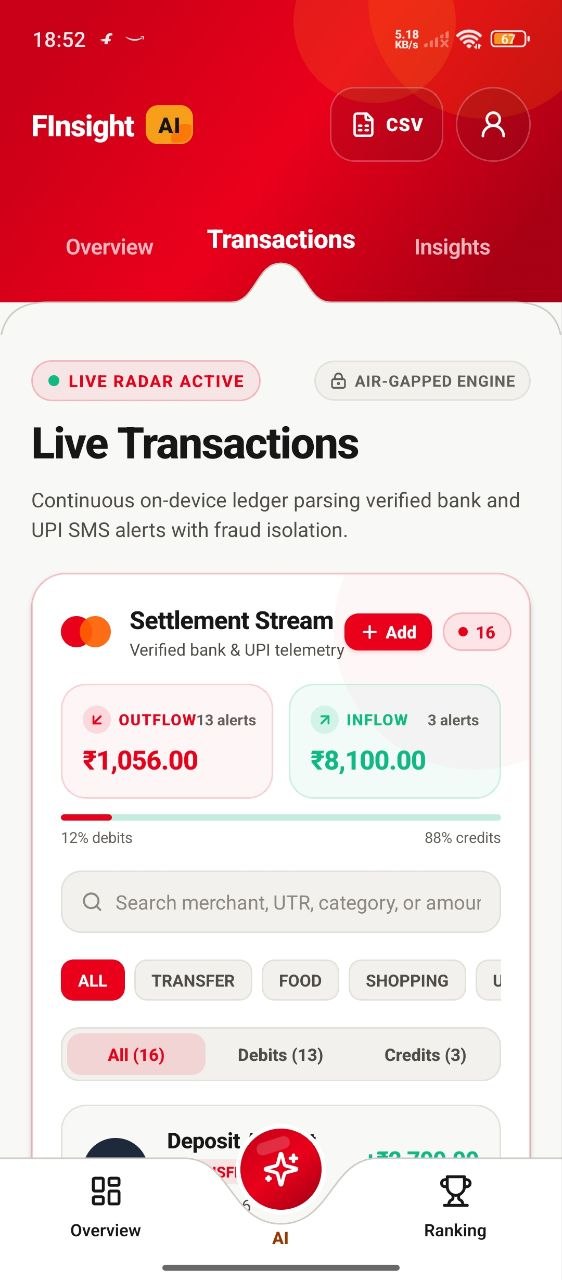 18:52
5.18
KB/s
67
FInsight AI
CSV
Overview
Transactions
Insights
LIVE RADAR ACTIVE
AIR-GAPPED ENGINE
Live Transactions
Continuous on-device ledger parsing verified bank and
UPI SMS alerts with fraud isolation.
Settlement Stream
Verified bank & UPI telemetry
+ Add
16
OUTFLOW 13 alerts
₹1,056.00
INFLOW 3 alerts
₹8,100.00
12% debits
88% credits
Search merchant, UTR, category, or amour
ALL
TRANSFER
FOOD
SHOPPING
All (16)
Debits (13)
Credits (3)
Deposit
Overview
AI
Ranking